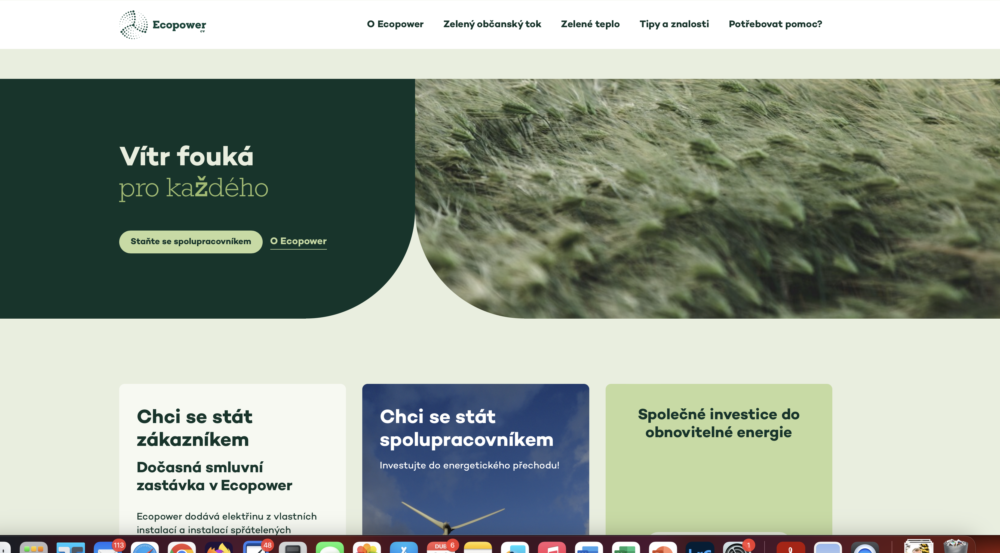 Ecopower
cv
O Ecopower
Zelený občanský tok
Zelené teplo
Tipy a znalosti
Potřebovat pomoc?
Vítr fouká
pro každého
Staňte se spolupracovníkem
O Ecopower
Chci se stát
zákazníkem
Dočasná smluvní
zastávka v Ecopower
Ecopower dodává elektřinu z vlastních
instalací a instalací spřátelených
Chci se stát
spolupracovníkem
Investujte do energetického přechodu!
Společné investice do
obnovitelné energie
113
48
DUB
6
1